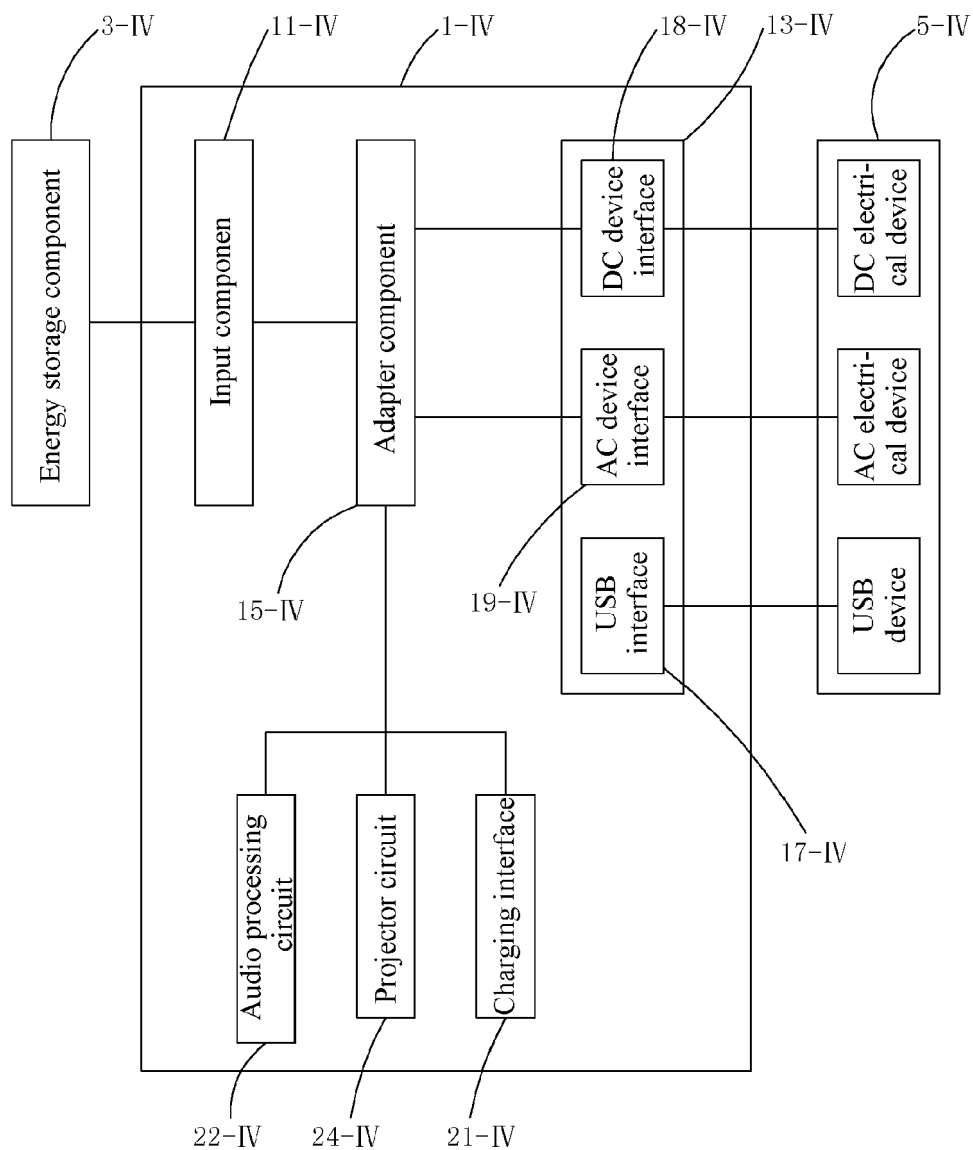 3-Ⅳ
11-Ⅳ
1-Ⅳ
18-Ⅳ
13-Ⅳ
5-Ⅳ
Energy storage component
Input componen
Adapter component
DC device
interface
DC electri-
cal device
AC device
interface
AC electri-
cal device
USB
interface
USB
device
15-Ⅳ
19-Ⅳ
17-Ⅳ
Audio processing
circuit
Projector circuit
Charging interface
22-Ⅳ
24-Ⅳ
21-Ⅳ